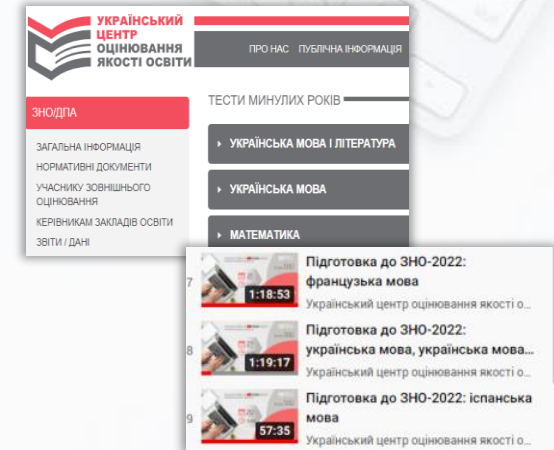 УКРАЇНСЬКИЙ
ЦЕНТР
ОЦІНЮВАННЯ
ЯКОСТІ ОСВІТИ
ПРО НАС ПУБЛІЧНА ІНФОРМАЦІЯ
ЗНО/ДПА
ЗАГАЛЬНА ІНФОРМАЦІЯ
НОРМАТИВНІ ДОКУМЕНТИ
УЧАСНИКУ ЗОВНІШНЬОГО
ОЦІНЮВАННЯ
КЕРІВНИКАМ ЗАКЛАДІВ ОСВІТИ
ЗВІТИ / ДАНІ
ТЕСТИ МИНУЛИХ РОКІВ
УКРАЇНСЬКА МОВА І ЛІТЕРАТУРА
УКРАЇНСЬКА МОВА
МАТЕМАТИКА
7
1:18:53
Підготовка до ЗНО-2022:
французька мова
Український центр оцінювання якості о...
8
1:19:17
Підготовка до ЗНО-2022:
українська мова, українська мова...
Український центр оцінювання якості о...
9
57:35
Підготовка до ЗНО-2022: іспанська
мова
Український центр оцінювання якості о...